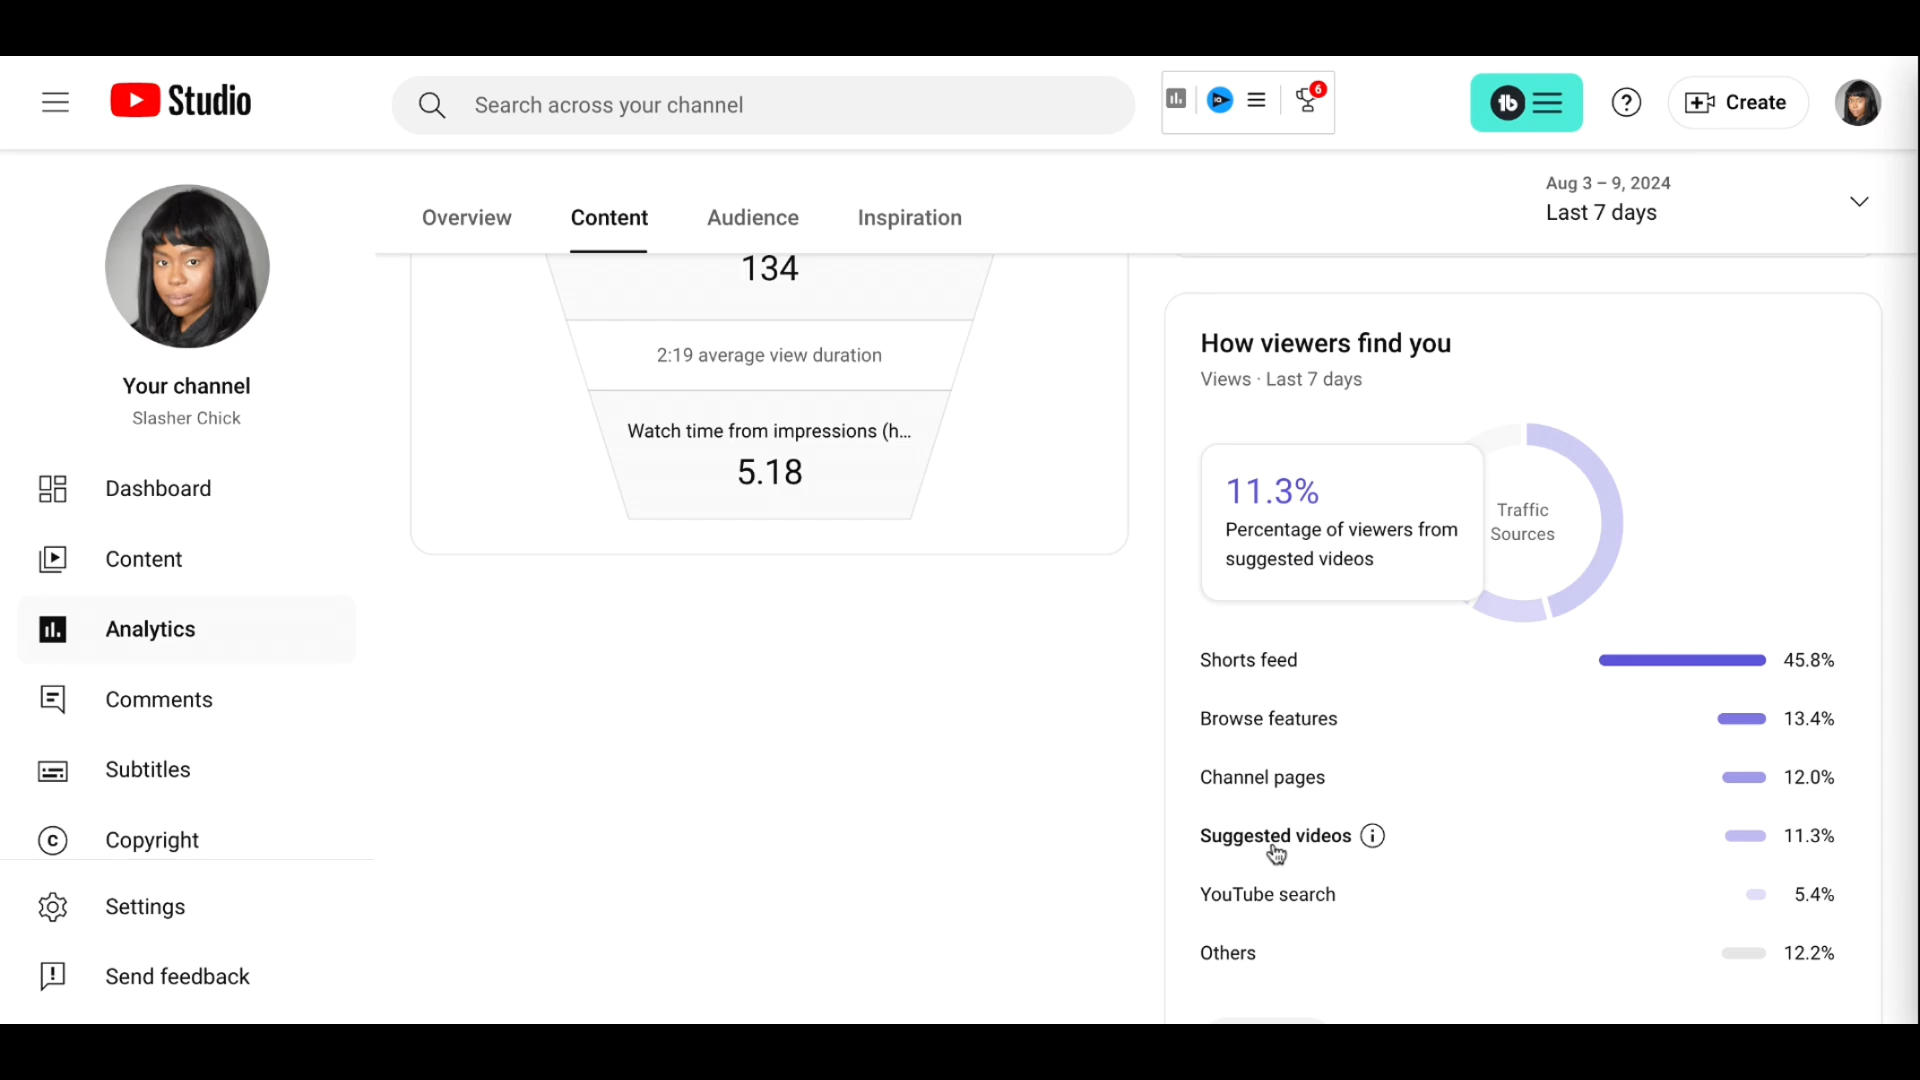 Studio
Search across your channel
6
Create
Your channel
Slasher Chick
Dashboard
Content
Analytics
Comments
Subtitles
Copyright
Settings
Send feedback
Overview
Content
Audience
Inspiration
Aug 3 – 9, 2024
Last 7 days
134
2:19 average view duration
Watch time from impressions (h...
5.18
How viewers find you
Views · Last 7 days
11.3%
Percentage of viewers from
suggested videos
Traffic
Sources
Shorts feed 45.8%
Browse features 13.4%
Channel pages 12.0%
Suggested videos 11.3%
YouTube search 5.4%
Others 12.2%